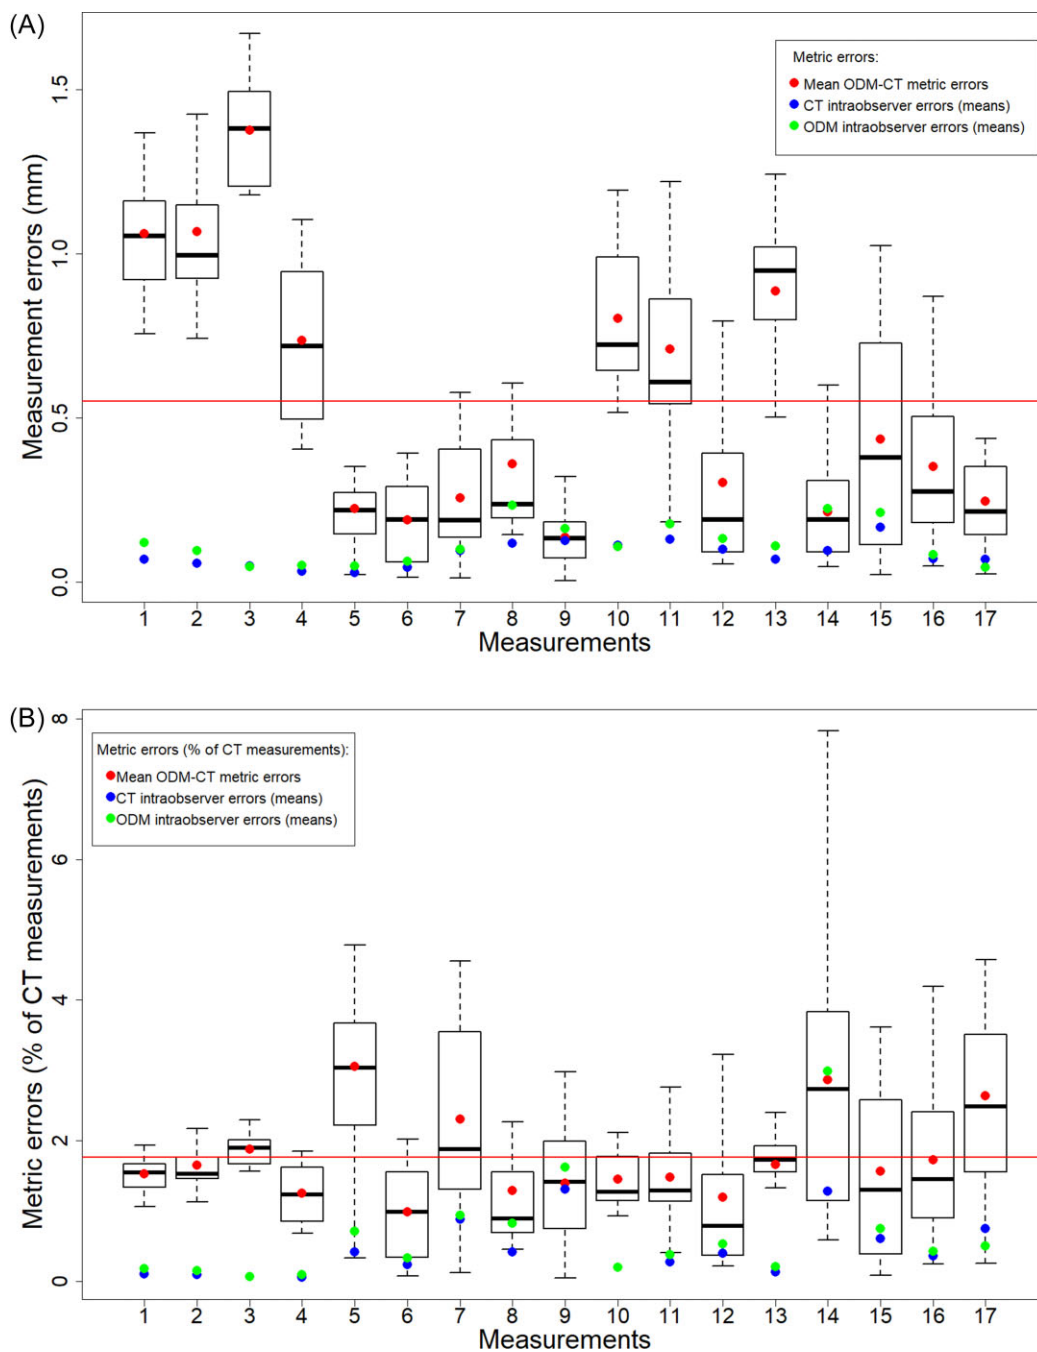 (A)
Measurement errors (mm)
1.5
1.0
0.5
0.0
Metric errors:
Mean ODM-CT metric errors
CT intraobserver errors (means)
ODM intraobserver errors (means)
1 2 3 4 5 6 7 8 9 10 11 12 13 14 15 16 17
Measurements
(B)
Metric errors (% of CT measurements)
8
6
4
2
0
Metric errors (% of CT measurements):
Mean ODM-CT metric errors
CT intraobserver errors (means)
ODM intraobserver errors (means)
1 2 3 4 5 6 7 8 9 10 11 12 13 14 15 16 17
Measurements